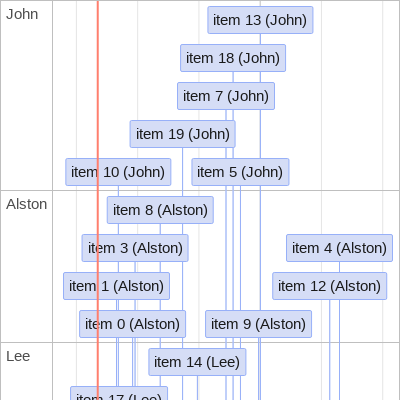 John
item 13 (John)
item 18 (John)
item 7 (John)
item 19 (John)
item 10 (John)
item 5 (John)
Alston
item 8 (Alston)
item 3 (Alston)
item 4 (Alston)
item 1 (Alston)
item 12 (Alston)
item 0 (Alston)
item 9 (Alston)
Lee
item 14 (Lee)
item 17 (Lee)